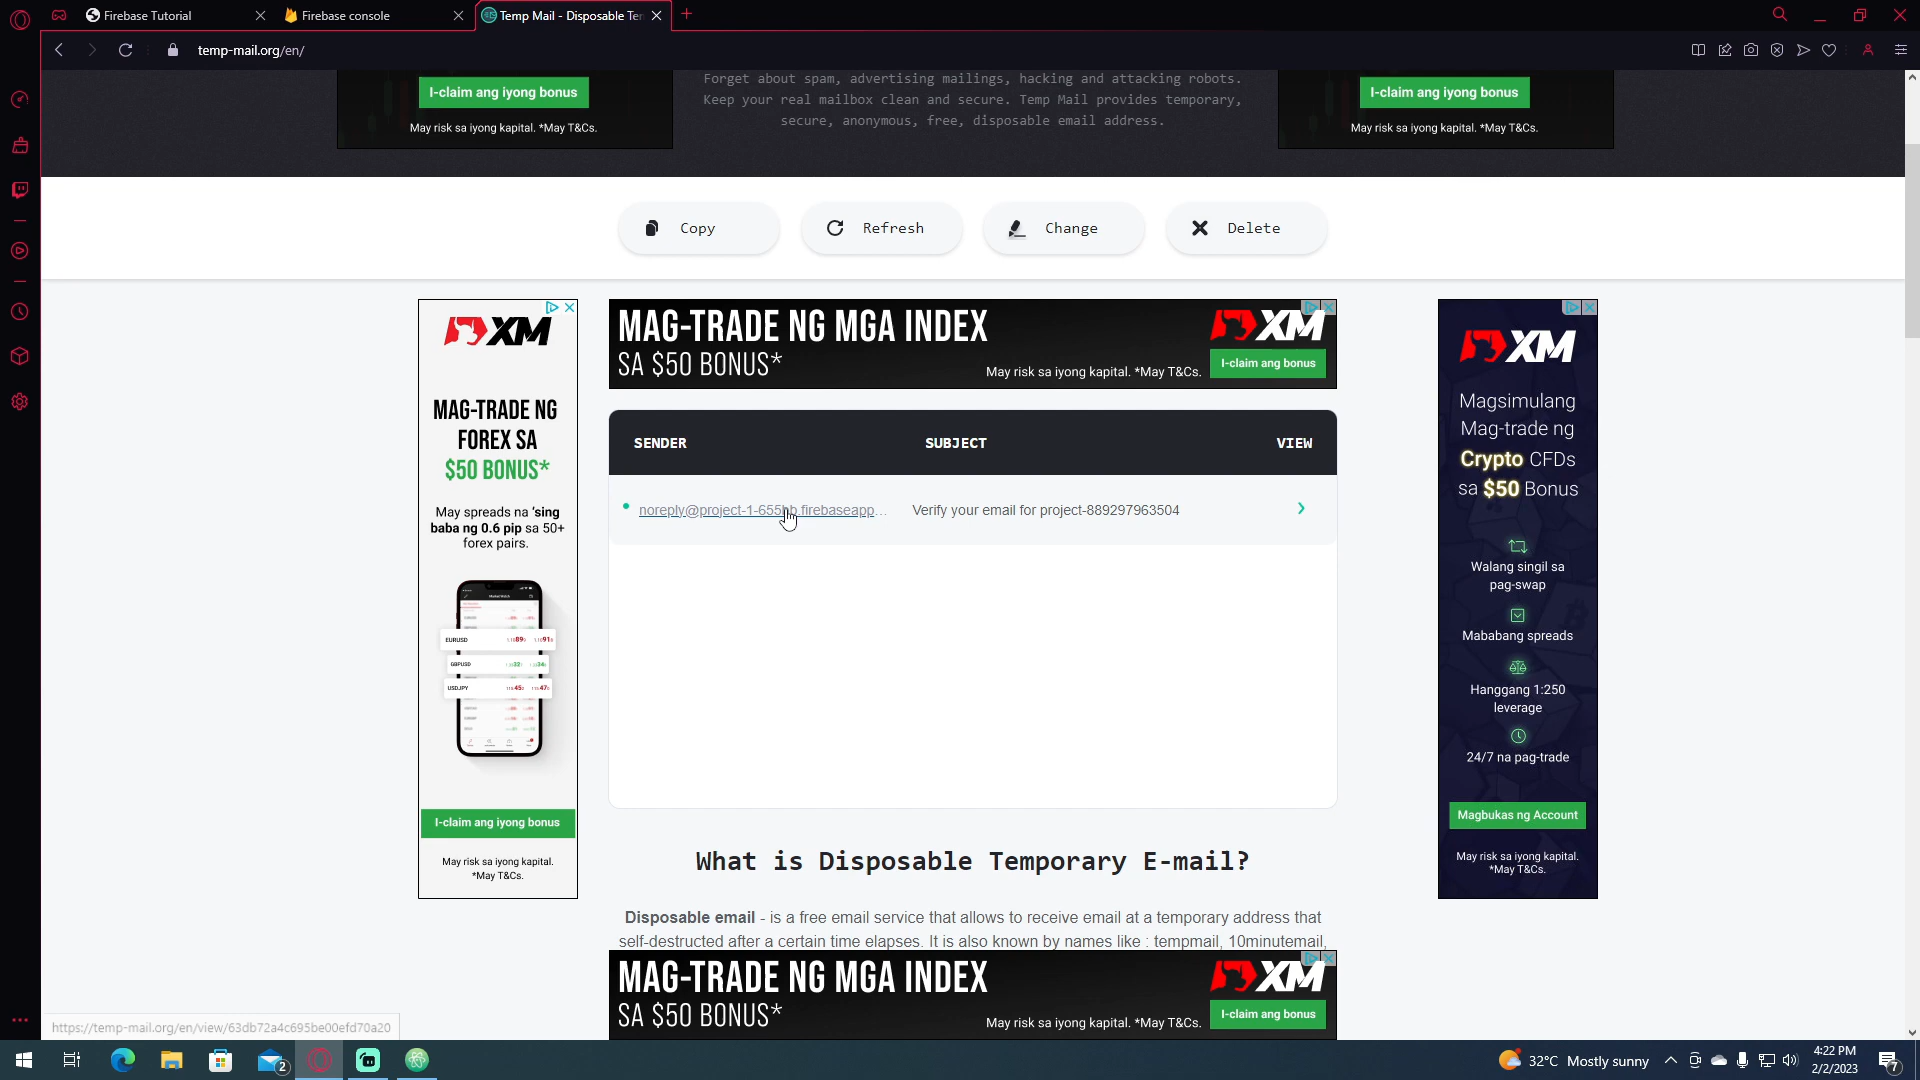 Firebase Tutorial
Firebase console
Temp Mail - Disposable Ter
temp-mail.org/en/
I-claim ang iyong bonus
May risk sa iyong kapital. *May T&Cs.
Forget about spam, advertising mailings, hacking and attacking robots.
Keep your real mailbox clean and secure. Temp Mail provides temporary,
secure, anonymous, free, disposable email address.
I-claim ang iyong bonus
May risk sa iyong kapital. *May T&Cs.
Copy
Refresh
Change
Delete
XM
MAG-TRADE NG
FOREX SA
$50 BONUS*
May spreads na 'sing
baba ng 0.6 pip sa 50+
forex pairs.
EURUSD
GBPUSD
USDJPY
I-claim ang iyong bonus
May risk sa iyong kapital.
*May T&Cs.
MAG-TRADE NG MGA INDEX
SA $50 BONUS*
May risk sa iyong kapital. *May T&Cs.
XM
I-claim ang bonus
SENDER
SUBJECT
VIEW
noreply@project-1-655bb.firebaseapp...
Verify your email for project-889297963504
What is Disposable Temporary E-mail?
Disposable email - is a free email service that allows to receive email at a temporary address that
self-destructed after a certain time elapses. It is also known by names like : tempmail, 10minutemail,
MAG-TRADE NG MGA INDEX
SA $50 BONUS*
May risk sa iyong kapital. *May T&Cs.
XM
I-claim ang bonus
XM
Magsimulang
Mag-trade ng
Crypto CFDs
sa $50 Bonus
Walang singil sa
pag-swap
Mababang spreads
Hanggang 1:250
leverage
24/7 na pag-trade
Magbukas ng Account
May risk sa iyong kapital.
*May T&Cs.
https://temp-mail.org/en/view/63db72a4c695be00efd70a20
2
32°C Mostly sunny
4:22 PM
2/2/2023
7